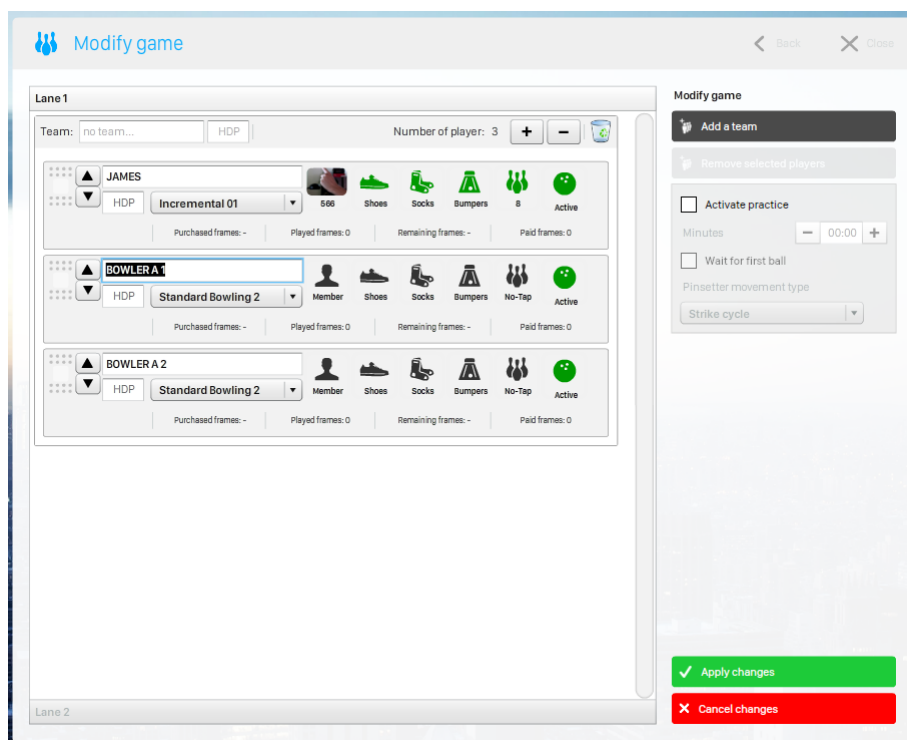 Modify game
Back
Close
Lane 1
Team: no team... HDP Number of player: 3 + −
JAMES
HDP Incremental 01 566 Shoes Socks Bumpers 8 Active
Purchased frames: - Played frames: 0 Remaining frames: - Paid frames: 0
BOWLER A 1
HDP Standard Bowling 2 Member Shoes Socks Bumpers No-Tap Active
Purchased frames: - Played frames: 0 Remaining frames: - Paid frames: 0
BOWLER A 2
HDP Standard Bowling 2 Member Shoes Socks Bumpers No-Tap Active
Purchased frames: - Played frames: 0 Remaining frames: - Paid frames: 0
Lane 2
Modify game
Add a team
Remove selected players
Activate practice
Minutes − 00:00 +
Wait for first ball
Pinsetter movement type
Strike cycle
Apply changes
Cancel changes